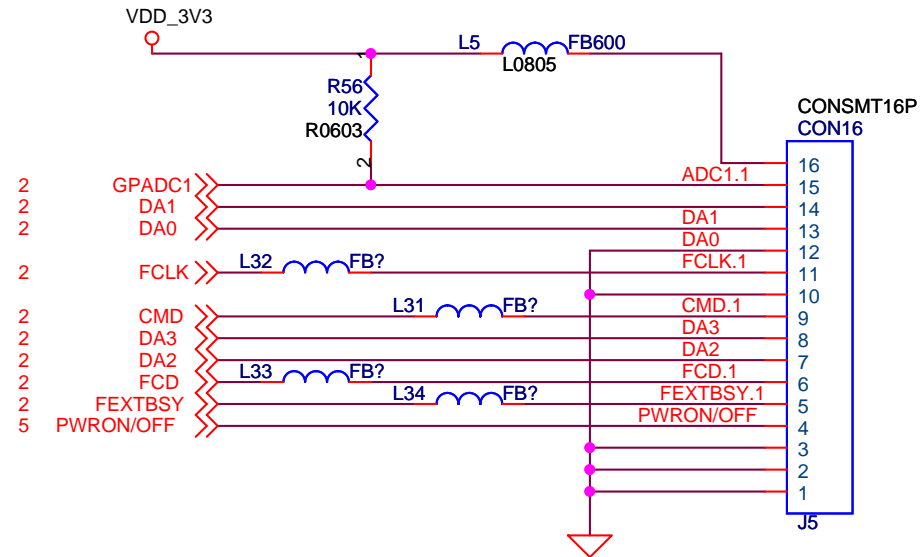 VDD_3V3
L5 FB600
L0805
1
R56
10K
R0603
2
CONSMT16P
CON16
16
2 GPADC1 ADC1.1 15
2 DA1 14
2 DA0 DA1 13
DA0 12
2 FCLK L32 FB? FCLK.1 11
10
2 CMD L31 FB? CMD.1 9
2 DA3 DA3 8
2 DA2 DA2 7
2 FCD L33 FB? FCD.1 6
2 FEXTBSY L34 FB? FEXTBSY.1 5
5 PWRON/OFF PWRON/OFF 4
3
2
1
J5